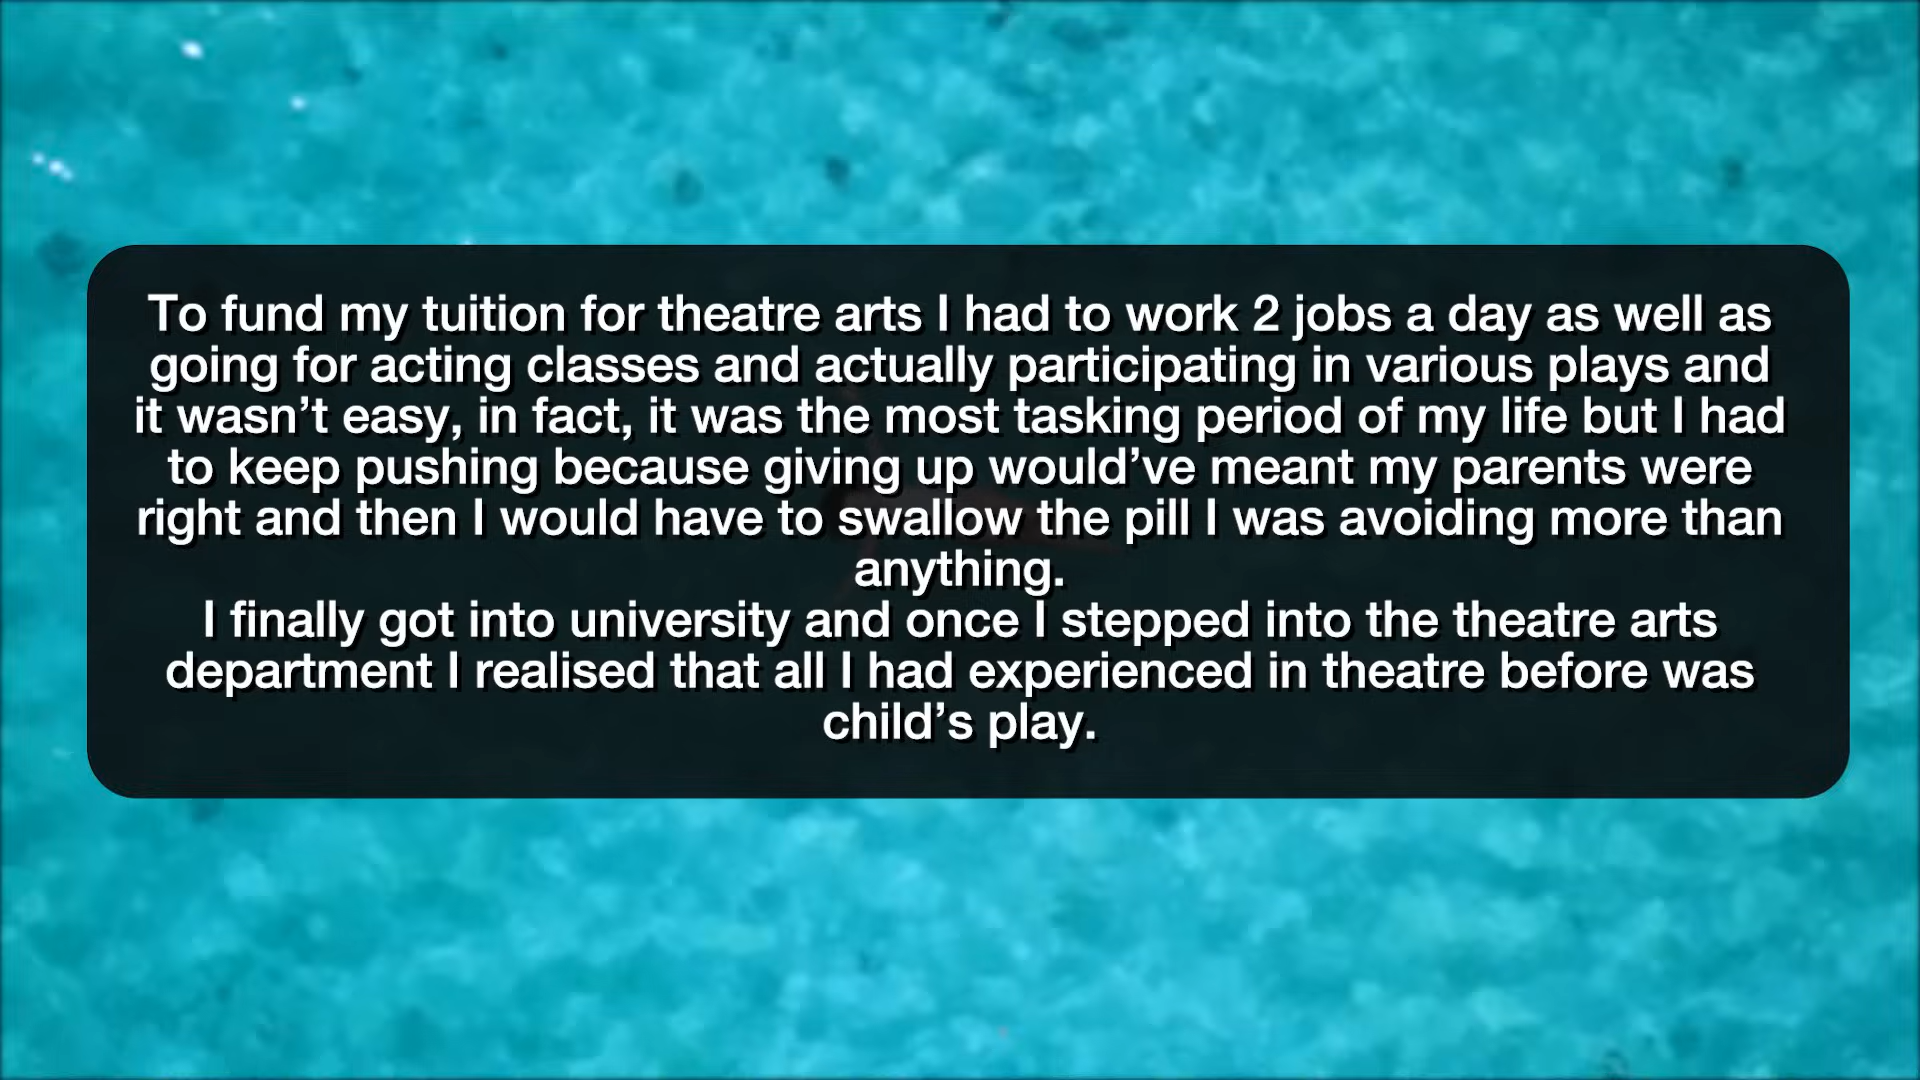 To fund my tuition for theatre arts I had to work 2 jobs a day as well as
going for acting classes and actually participating in various plays and
it wasn’t easy, in fact, it was the most tasking period of my life but I had
to keep pushing because giving up would’ve meant my parents were
right and then I would have to swallow the pill I was avoiding more than
anything.
I finally got into university and once I stepped into the theatre arts
department I realised that all I had experienced in theatre before was
child’s play.